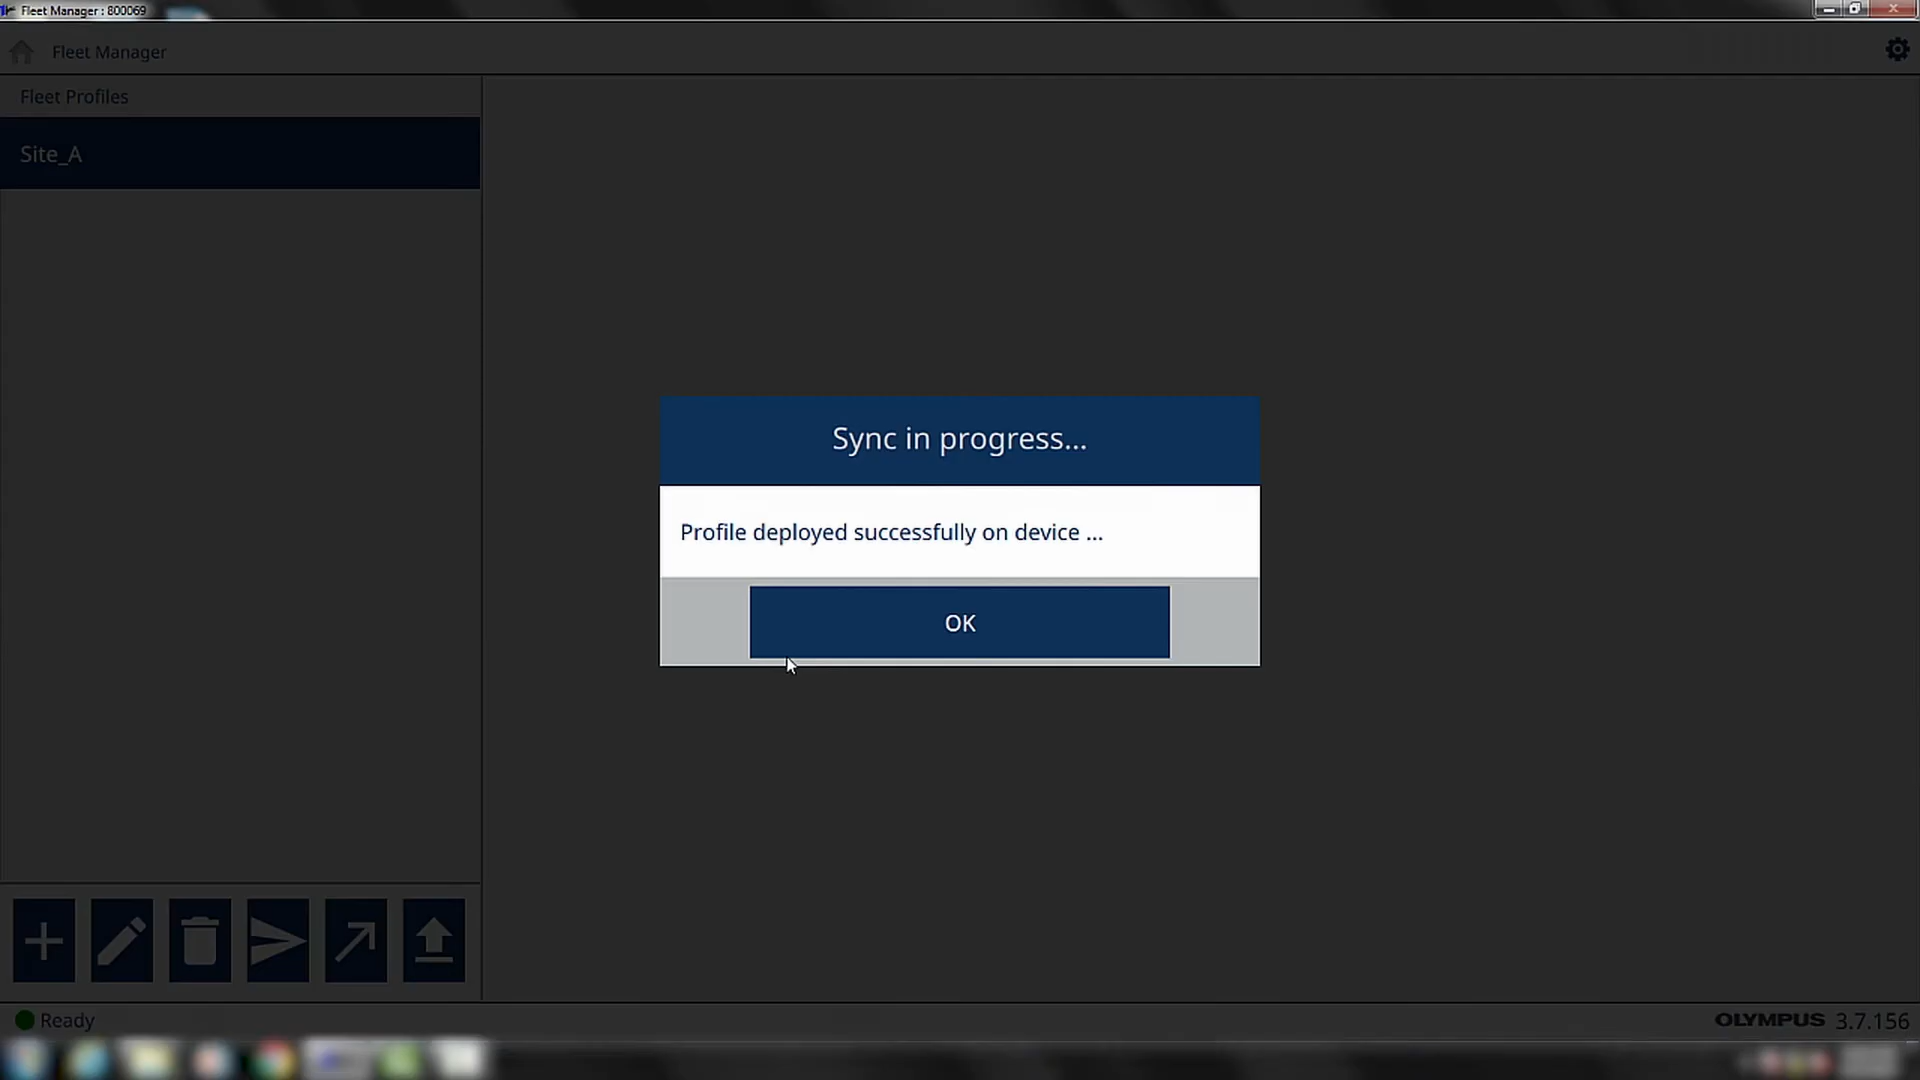 Fleet Manager : 800069
Fleet Manager
Fleet Profiles
Site_A
Sync in progress...
Profile deployed successfully on device ...
OK
Ready
OLYMPUS 3.7.156